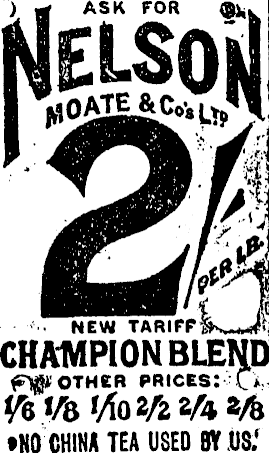 ASK FOR
NELSON
MOATE & Co's LTD
2/
PER LB.
NEW TARIFF
CHAMPION BLEND
OTHER PRICES:
1/6 1/8 1/10 2/2 2/4 2/8
NO CHINA TEA USED BY US.